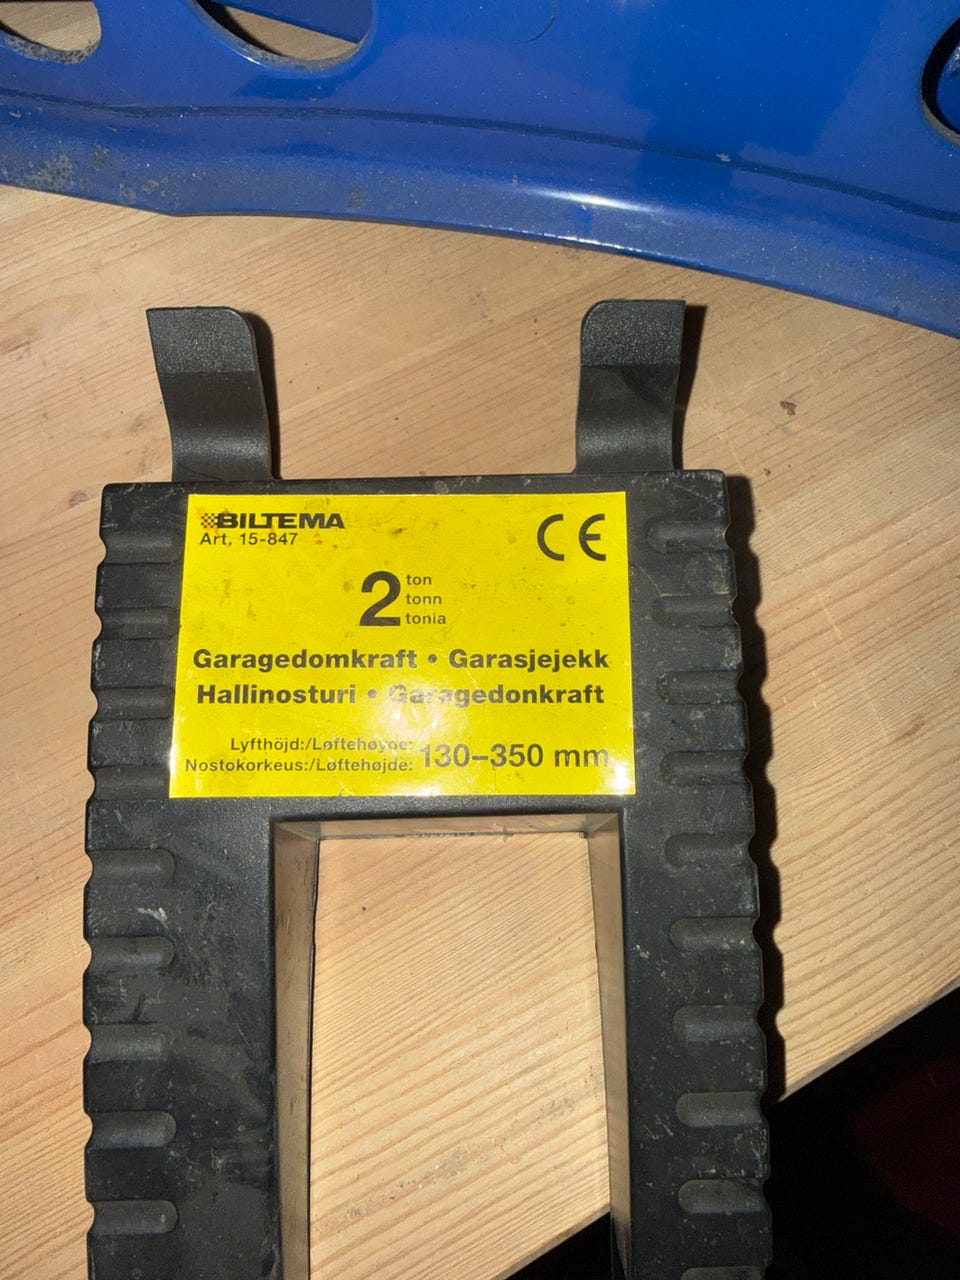 BILTEMA
Art. 15-847
CE
2 ton
tonn
tonia
Garagedomkraft • Garasjejekk
Hallinosturi • Garagedonkraft
Lyfthöjd:/Løftehøyde: 130–350 mm
Nostokorkeus:/Løftehøjde: